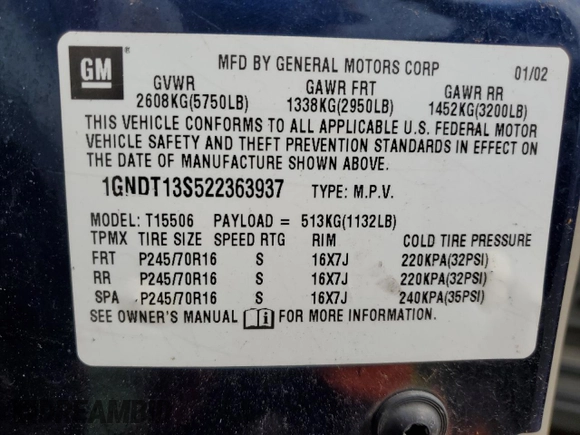 GM
MFD BY GENERAL MOTORS CORP 01/02
GVWR GAWR FRT GAWR RR
2608KG(5750LB) 1338KG(2950LB) 1452KG(3200LB)
THIS VEHICLE CONFORMS TO ALL APPLICABLE U.S. FEDERAL MOTOR
VEHICLE SAFETY AND THEFT PREVENTION STANDARDS IN EFFECT ON
THE DATE OF MANUFACTURE SHOWN ABOVE.
1GNDT13S522363937 TYPE: M.P.V.
MODEL: T15506 PAYLOAD = 513KG(1132LB)
TPMX TIRE SIZE SPEED RTG RIM COLD TIRE PRESSURE
FRT P245/70R16 S 16X7J 220KPA(32PSI)
RR P245/70R16 S 16X7J 220KPA(32PSI)
SPA P245/70R16 S 16X7J 240KPA(35PSI)
SEE OWNER'S MANUAL FOR MORE INFORMATION.
DREAMBID